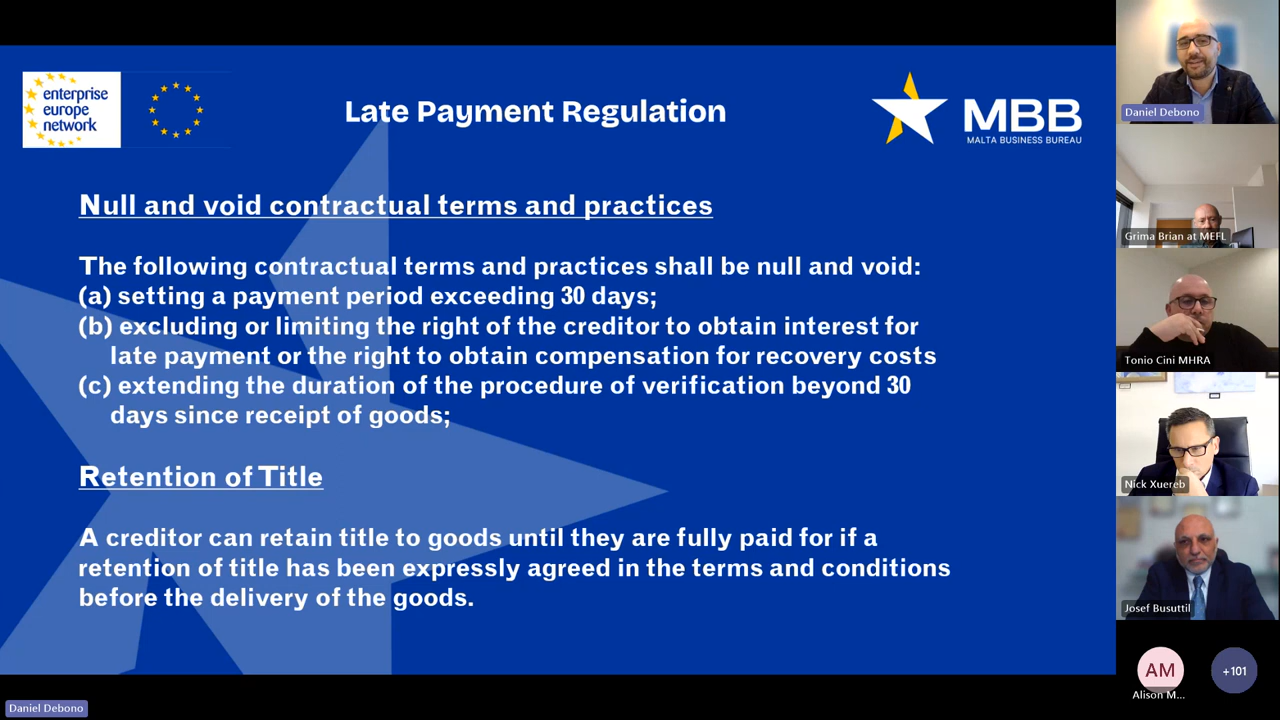 enterprise
europe
network
Late Payment Regulation
MBB
MALTA BUSINESS BUREAU
Null and void contractual terms and practices
The following contractual terms and practices shall be null and void:
(a) setting a payment period exceeding 30 days;
(b) excluding or limiting the right of the creditor to obtain interest for
late payment or the right to obtain compensation for recovery costs
(c) extending the duration of the procedure of verification beyond 30
days since receipt of goods;
Retention of Title
A creditor can retain title to goods until they are fully paid for if a
retention of title has been expressly agreed in the terms and conditions
before the delivery of the goods.
Daniel Debono
Daniel Debono
Grima Brian at MEFL
Tonio Cini MHRA
Nick Xuereb
Josef Busuttil
AM
Alison M...
+101